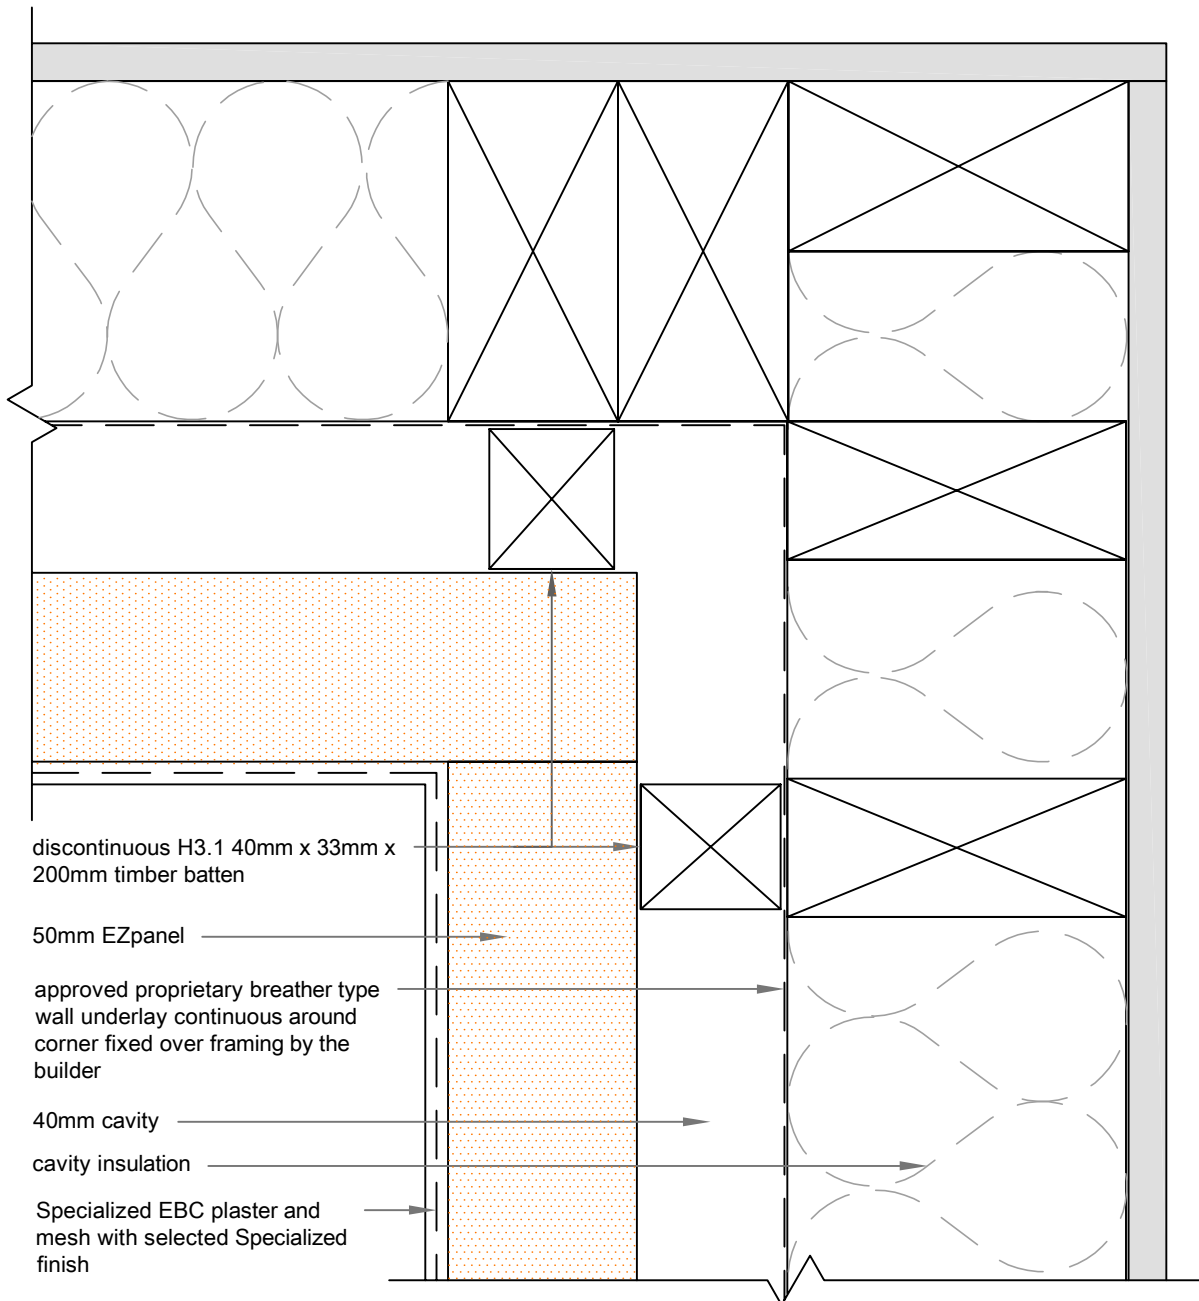 discontinuous H3.1 40mm x 33mm x
200mm timber batten
50mm EZpanel
approved proprietary breather type
wall underlay continuous around
corner fixed over framing by the
builder
40mm cavity
cavity insulation
Specialized EBC plaster and
mesh with selected Specialized
finish